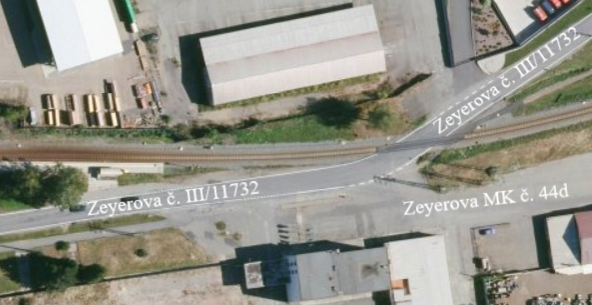 Zeyerova č. III/11732
Zeyerova č. III/11732
Zeyerova MK č. 44d